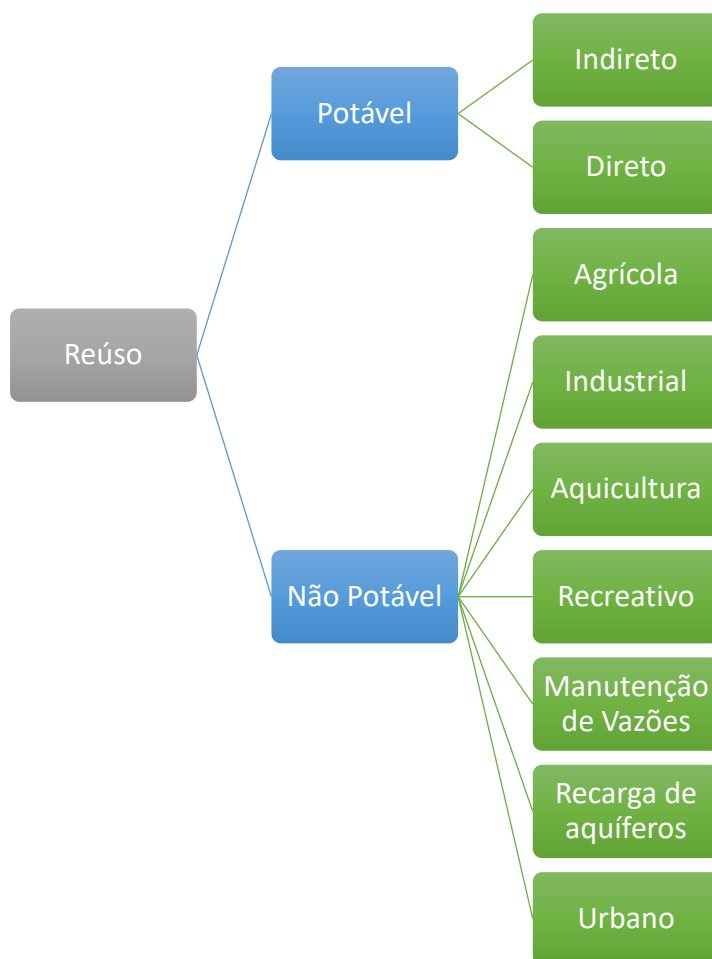 Reúso
Potável
Indireto
Direto
Não Potável
Agrícola
Industrial
Aquicultura
Recreativo
Manutenção
de Vazões
Recarga de
aquíferos
Urbano